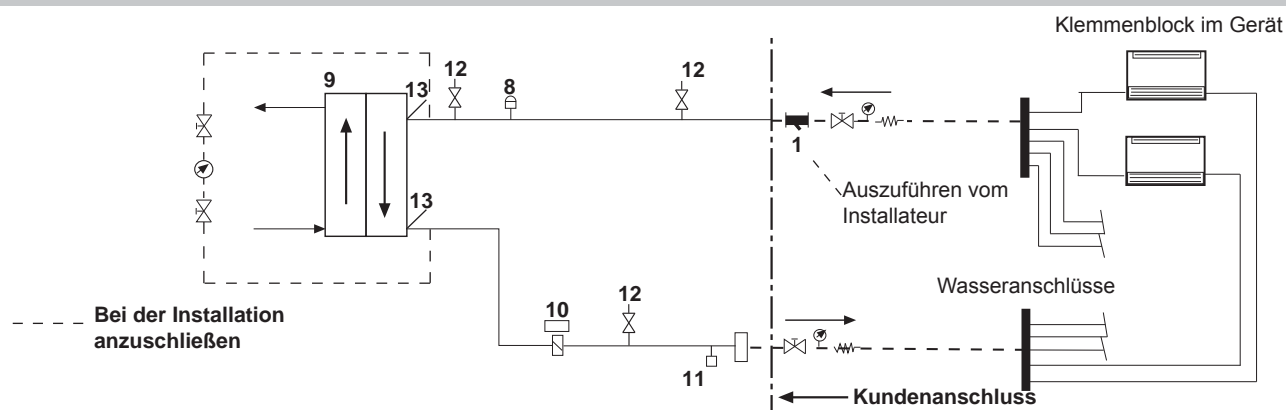 Klemmenblock im Gerät
9
13
12
8
12
1
Auszuführen vom
Installateur
13
Wasseranschlüsse
Bei der Installation
anzuschließen
10
12
11
Kundenanschluss